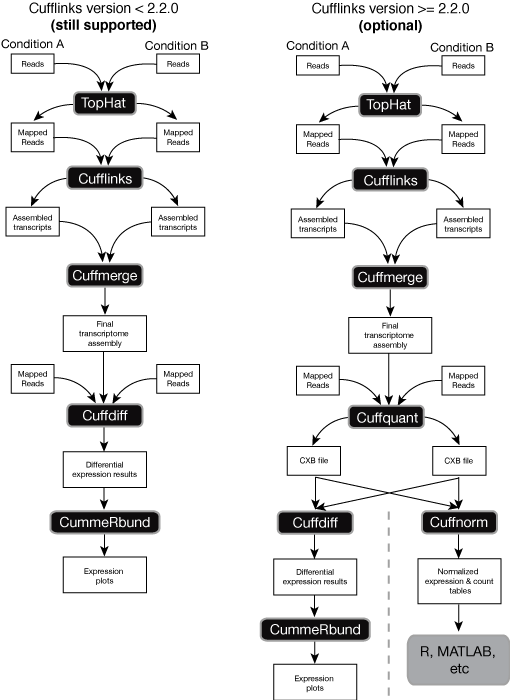 Cufflinks version < 2.2.0
(still supported)
Condition A
Condition B
Reads
Reads
TopHat
Mapped
Reads
Mapped
Reads
Cufflinks
Assembled
transcripts
Assembled
transcripts
Cuffmerge
Final
transcriptome
assembly
Mapped
Reads
Mapped
Reads
Cuffdiff
Differential
expression results
CummeRbund
Expression
plots
Cufflinks version >= 2.2.0
(optional)
Condition A
Condition B
Reads
Reads
TopHat
Mapped
Reads
Mapped
Reads
Cufflinks
Assembled
transcripts
Assembled
transcripts
Cuffmerge
Final
transcriptome
assembly
Mapped
Reads
Mapped
Reads
Cuffquant
CXB file
CXB file
Cuffdiff
Differential
expression results
CummeRbund
Expression
plots
Cuffnorm
Normalized
expression & count
tables
R, MATLAB,
etc